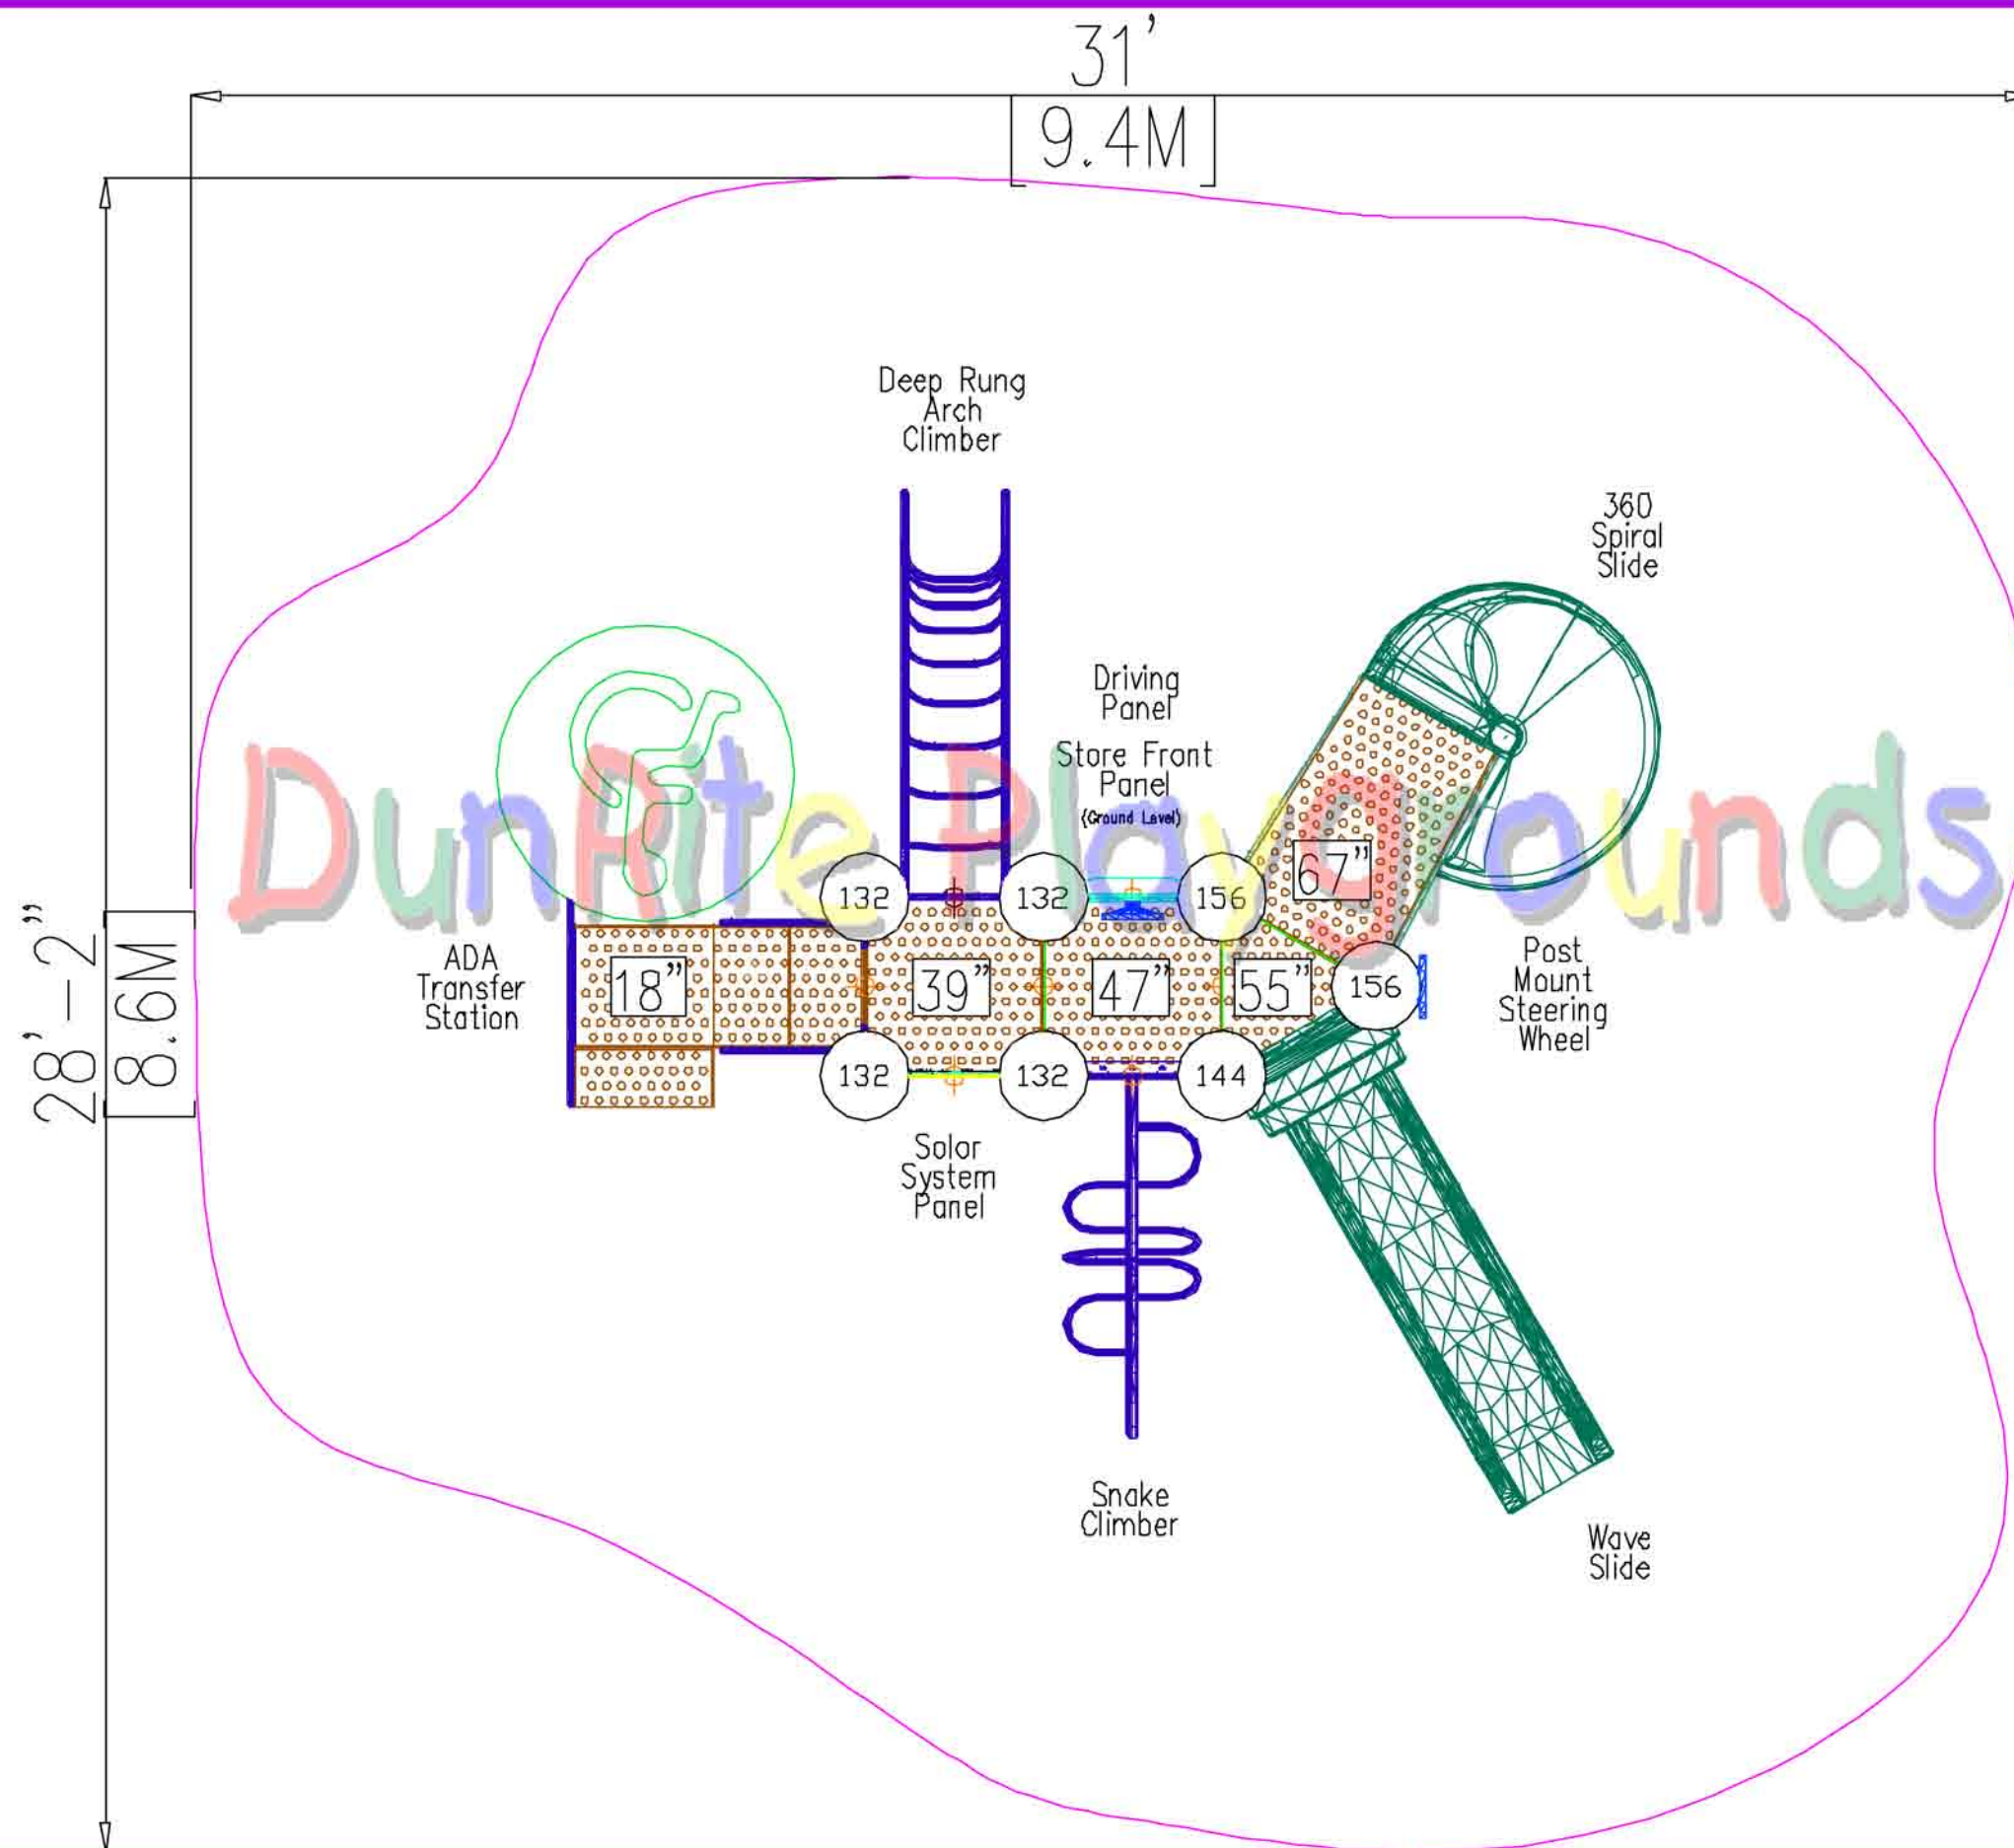 31'
[9.4M]
28'-2"
[8.6M]
Deep Rung
Arch
Climber
360
Spiral
Slide
Driving
Panel
Store Front
Panel
(Ground Level)
DunRite Playgrounds
132
132
156
67"
ADA
Transfer
Station
18"
39"
47"
55"
156
Post
Mount
Steering
Wheel
132
132
144
Solar
System
Panel
Snake
Climber
Wave
Slide